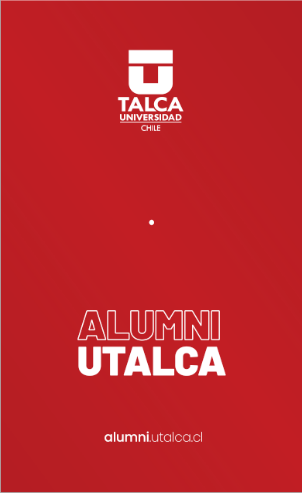 TALCA
UNIVERSIDAD
CHILE
ALUMNI
UTALCA
alumni.utalca.cl